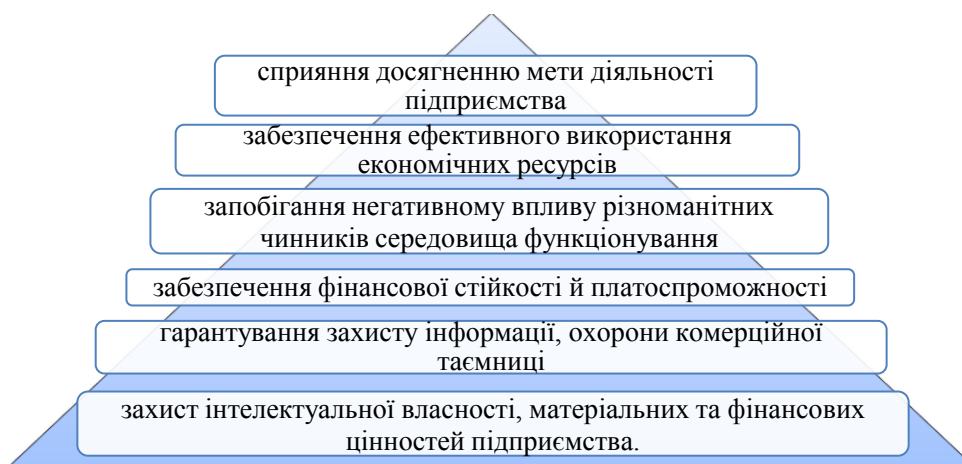 сприяння досягненню мети діяльності
підприємства
забезпечення ефективного використання
економічних ресурсів
запобігання негативному впливу різноманітних
чинників середовища функціонування
забезпечення фінансової стійкості й платоспроможності
гарантування захисту інформації, охорони комерційної
таємниці
захист інтелектуальної власності, матеріальних та фінансових
цінностей підприємства.